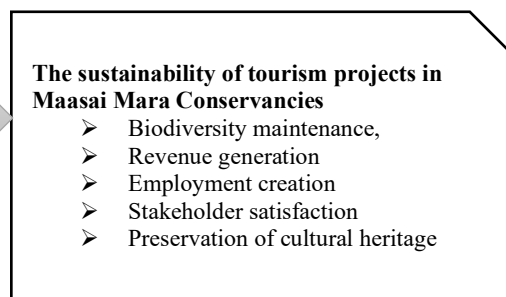 The sustainability of tourism projects in
Maasai Mara Conservancies
➢ Biodiversity maintenance,
➢ Revenue generation
➢ Employment creation
➢ Stakeholder satisfaction
➢ Preservation of cultural heritage